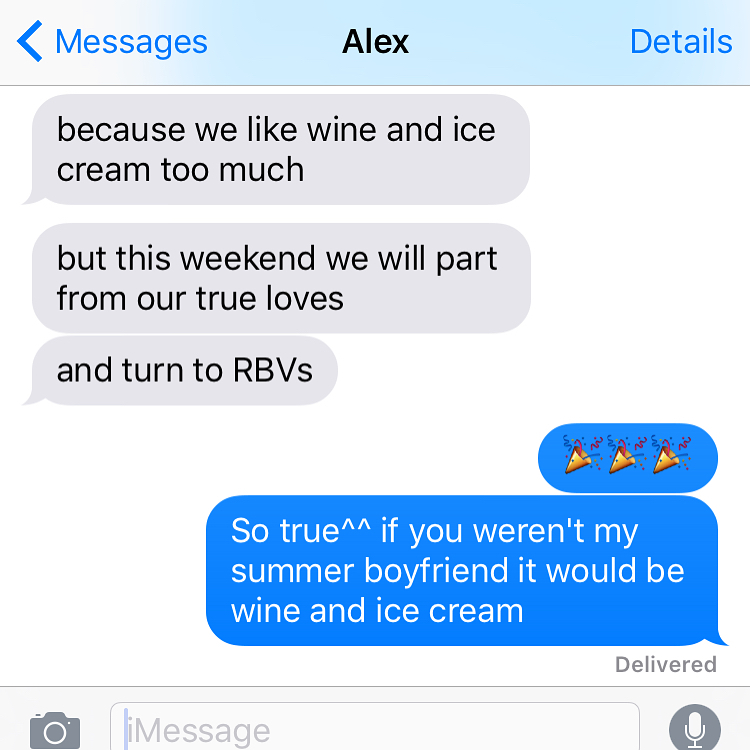 Messages Alex Details
because we like wine and ice
cream too much
but this weekend we will part
from our true loves
and turn to RBVs
🎉🎉🎉
So true^^ if you weren't my
summer boyfriend it would be
wine and ice cream
Delivered
iMessage